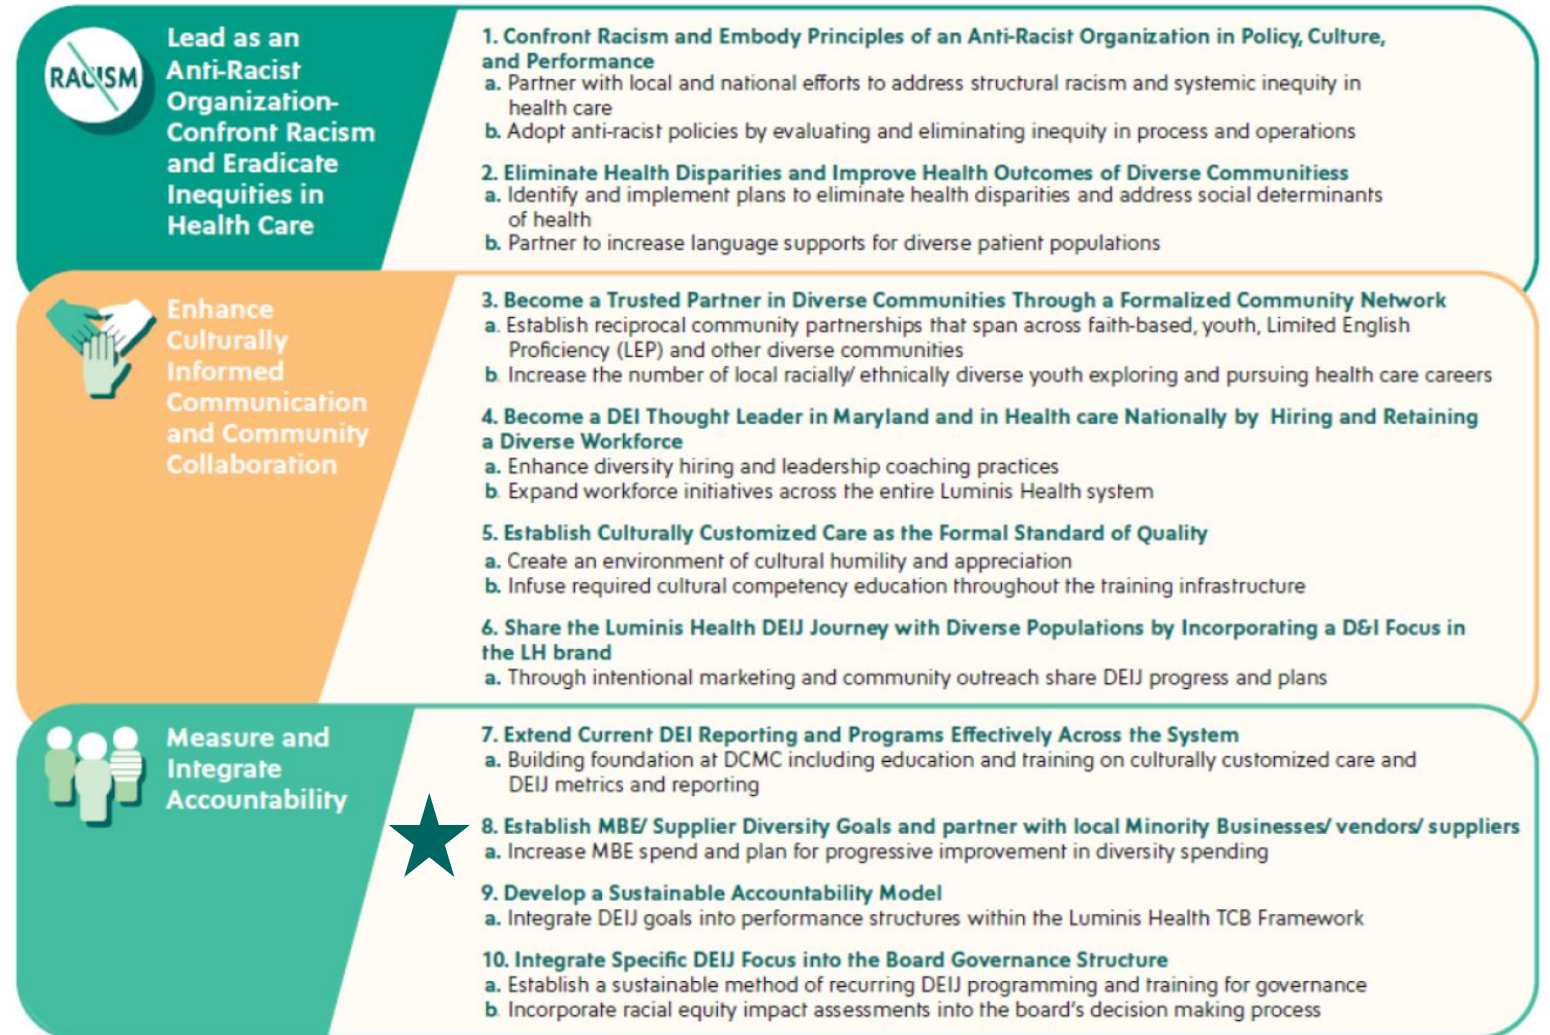 RACISM
Lead as an
Anti-Racist
Organization-
Confront Racism
and Eradicate
Inequities in
Health Care
1. Confront Racism and Embody Principles of an Anti-Racist Organization in Policy, Culture,
and Performance
a. Partner with local and national efforts to address structural racism and systemic inequity in
health care
b. Adopt anti-racist policies by evaluating and eliminating inequity in process and operations
2. Eliminate Health Disparities and Improve Health Outcomes of Diverse Communitiess
a. Identify and implement plans to eliminate health disparities and address social determinants
of health
b. Partner to increase language supports for diverse patient populations
Enhance
Culturally
Informed
Communication
and Community
Collaboration
3. Become a Trusted Partner in Diverse Communities Through a Formalized Community Network
a. Establish reciprocal community partnerships that span across faith-based, youth, Limited English
Proficiency (LEP) and other diverse communities
b. Increase the number of local racially/ ethnically diverse youth exploring and pursuing health care careers
4. Become a DEI Thought Leader in Maryland and in Health care Nationally by Hiring and Retaining
a Diverse Workforce
a. Enhance diversity hiring and leadership coaching practices
b. Expand workforce initiatives across the entire Luminis Health system
5. Establish Culturally Customized Care as the Formal Standard of Quality
a. Create an environment of cultural humility and appreciation
b. Infuse required cultural competency education throughout the training infrastructure
6. Share the Luminis Health DEIJ Journey with Diverse Populations by Incorporating a D&I Focus in
the LH brand
a. Through intentional marketing and community outreach share DEIJ progress and plans
Measure and
Integrate
Accountability
7. Extend Current DEI Reporting and Programs Effectively Across the System
a. Building foundation at DCMC including education and training on culturally customized care and
DEIJ metrics and reporting
8. Establish MBE/ Supplier Diversity Goals and partner with local Minority Businesses/ vendors/ suppliers
a. Increase MBE spend and plan for progressive improvement in diversity spending
9. Develop a Sustainable Accountability Model
a. Integrate DEIJ goals into performance structures within the Luminis Health TCB Framework
10. Integrate Specific DEIJ Focus into the Board Governance Structure
a. Establish a sustainable method of recurring DEIJ programming and training for governance
b. Incorporate racial equity impact assessments into the board's decision making process